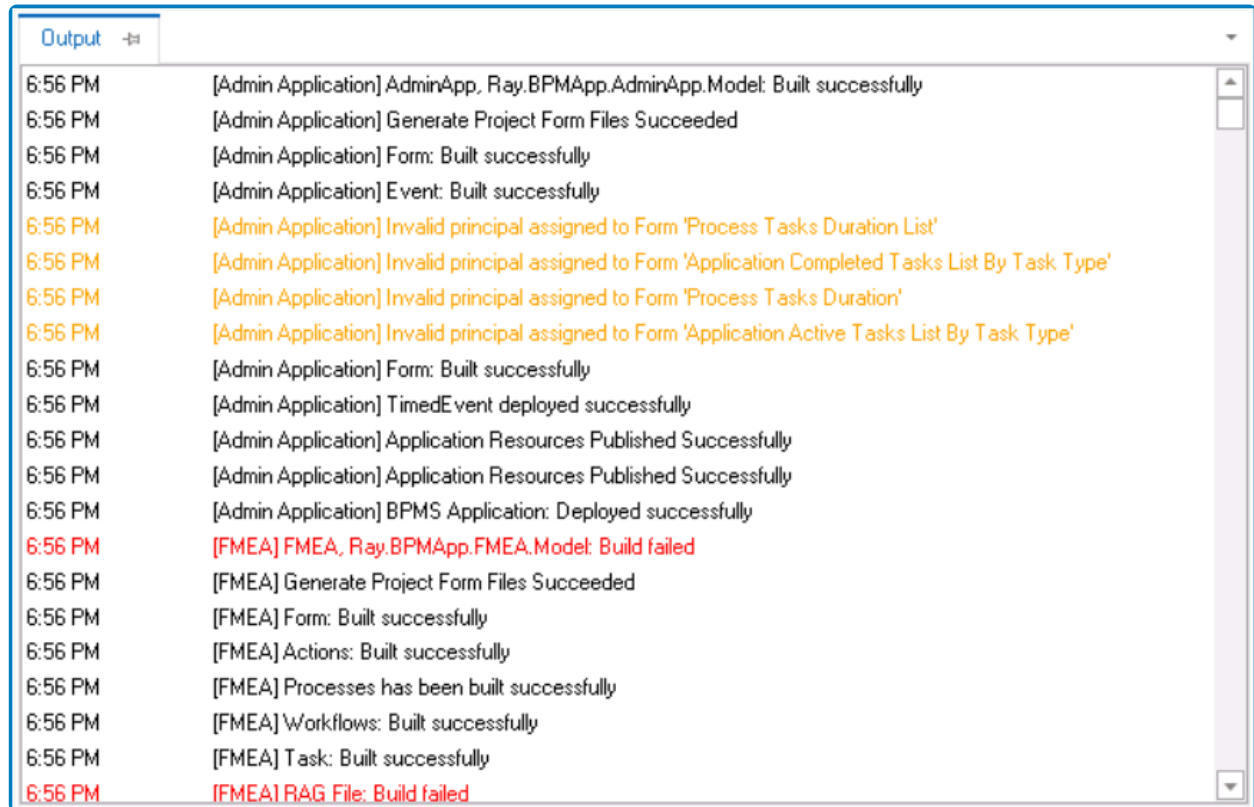 Output
6:56 PM [Admin Application] AdminApp, Ray.BPMApp.AdminApp.Model: Built successfully
6:56 PM [Admin Application] Generate Project Form Files Succeeded
6:56 PM [Admin Application] Form: Built successfully
6:56 PM [Admin Application] Event: Built successfully
6:56 PM [Admin Application] Invalid principal assigned to Form 'Process Tasks Duration List'
6:56 PM [Admin Application] Invalid principal assigned to Form 'Application Completed Tasks List By Task Type'
6:56 PM [Admin Application] Invalid principal assigned to Form 'Process Tasks Duration'
6:56 PM [Admin Application] Invalid principal assigned to Form 'Application Active Tasks List By Task Type'
6:56 PM [Admin Application] Form: Built successfully
6:56 PM [Admin Application] TimedEvent deployed successfully
6:56 PM [Admin Application] Application Resources Published Successfully
6:56 PM [Admin Application] Application Resources Published Successfully
6:56 PM [Admin Application] BPMS Application: Deployed successfully
6:56 PM [FMEA] FMEA, Ray.BPMApp.FMEA.Model: Build failed
6:56 PM [FMEA] Generate Project Form Files Succeeded
6:56 PM [FMEA] Form: Built successfully
6:56 PM [FMEA] Actions: Built successfully
6:56 PM [FMEA] Processes has been built successfully
6:56 PM [FMEA] Workflows: Built successfully
6:56 PM [FMEA] Task: Built successfully
6:56 PM [FMEA] RAG File: Build failed